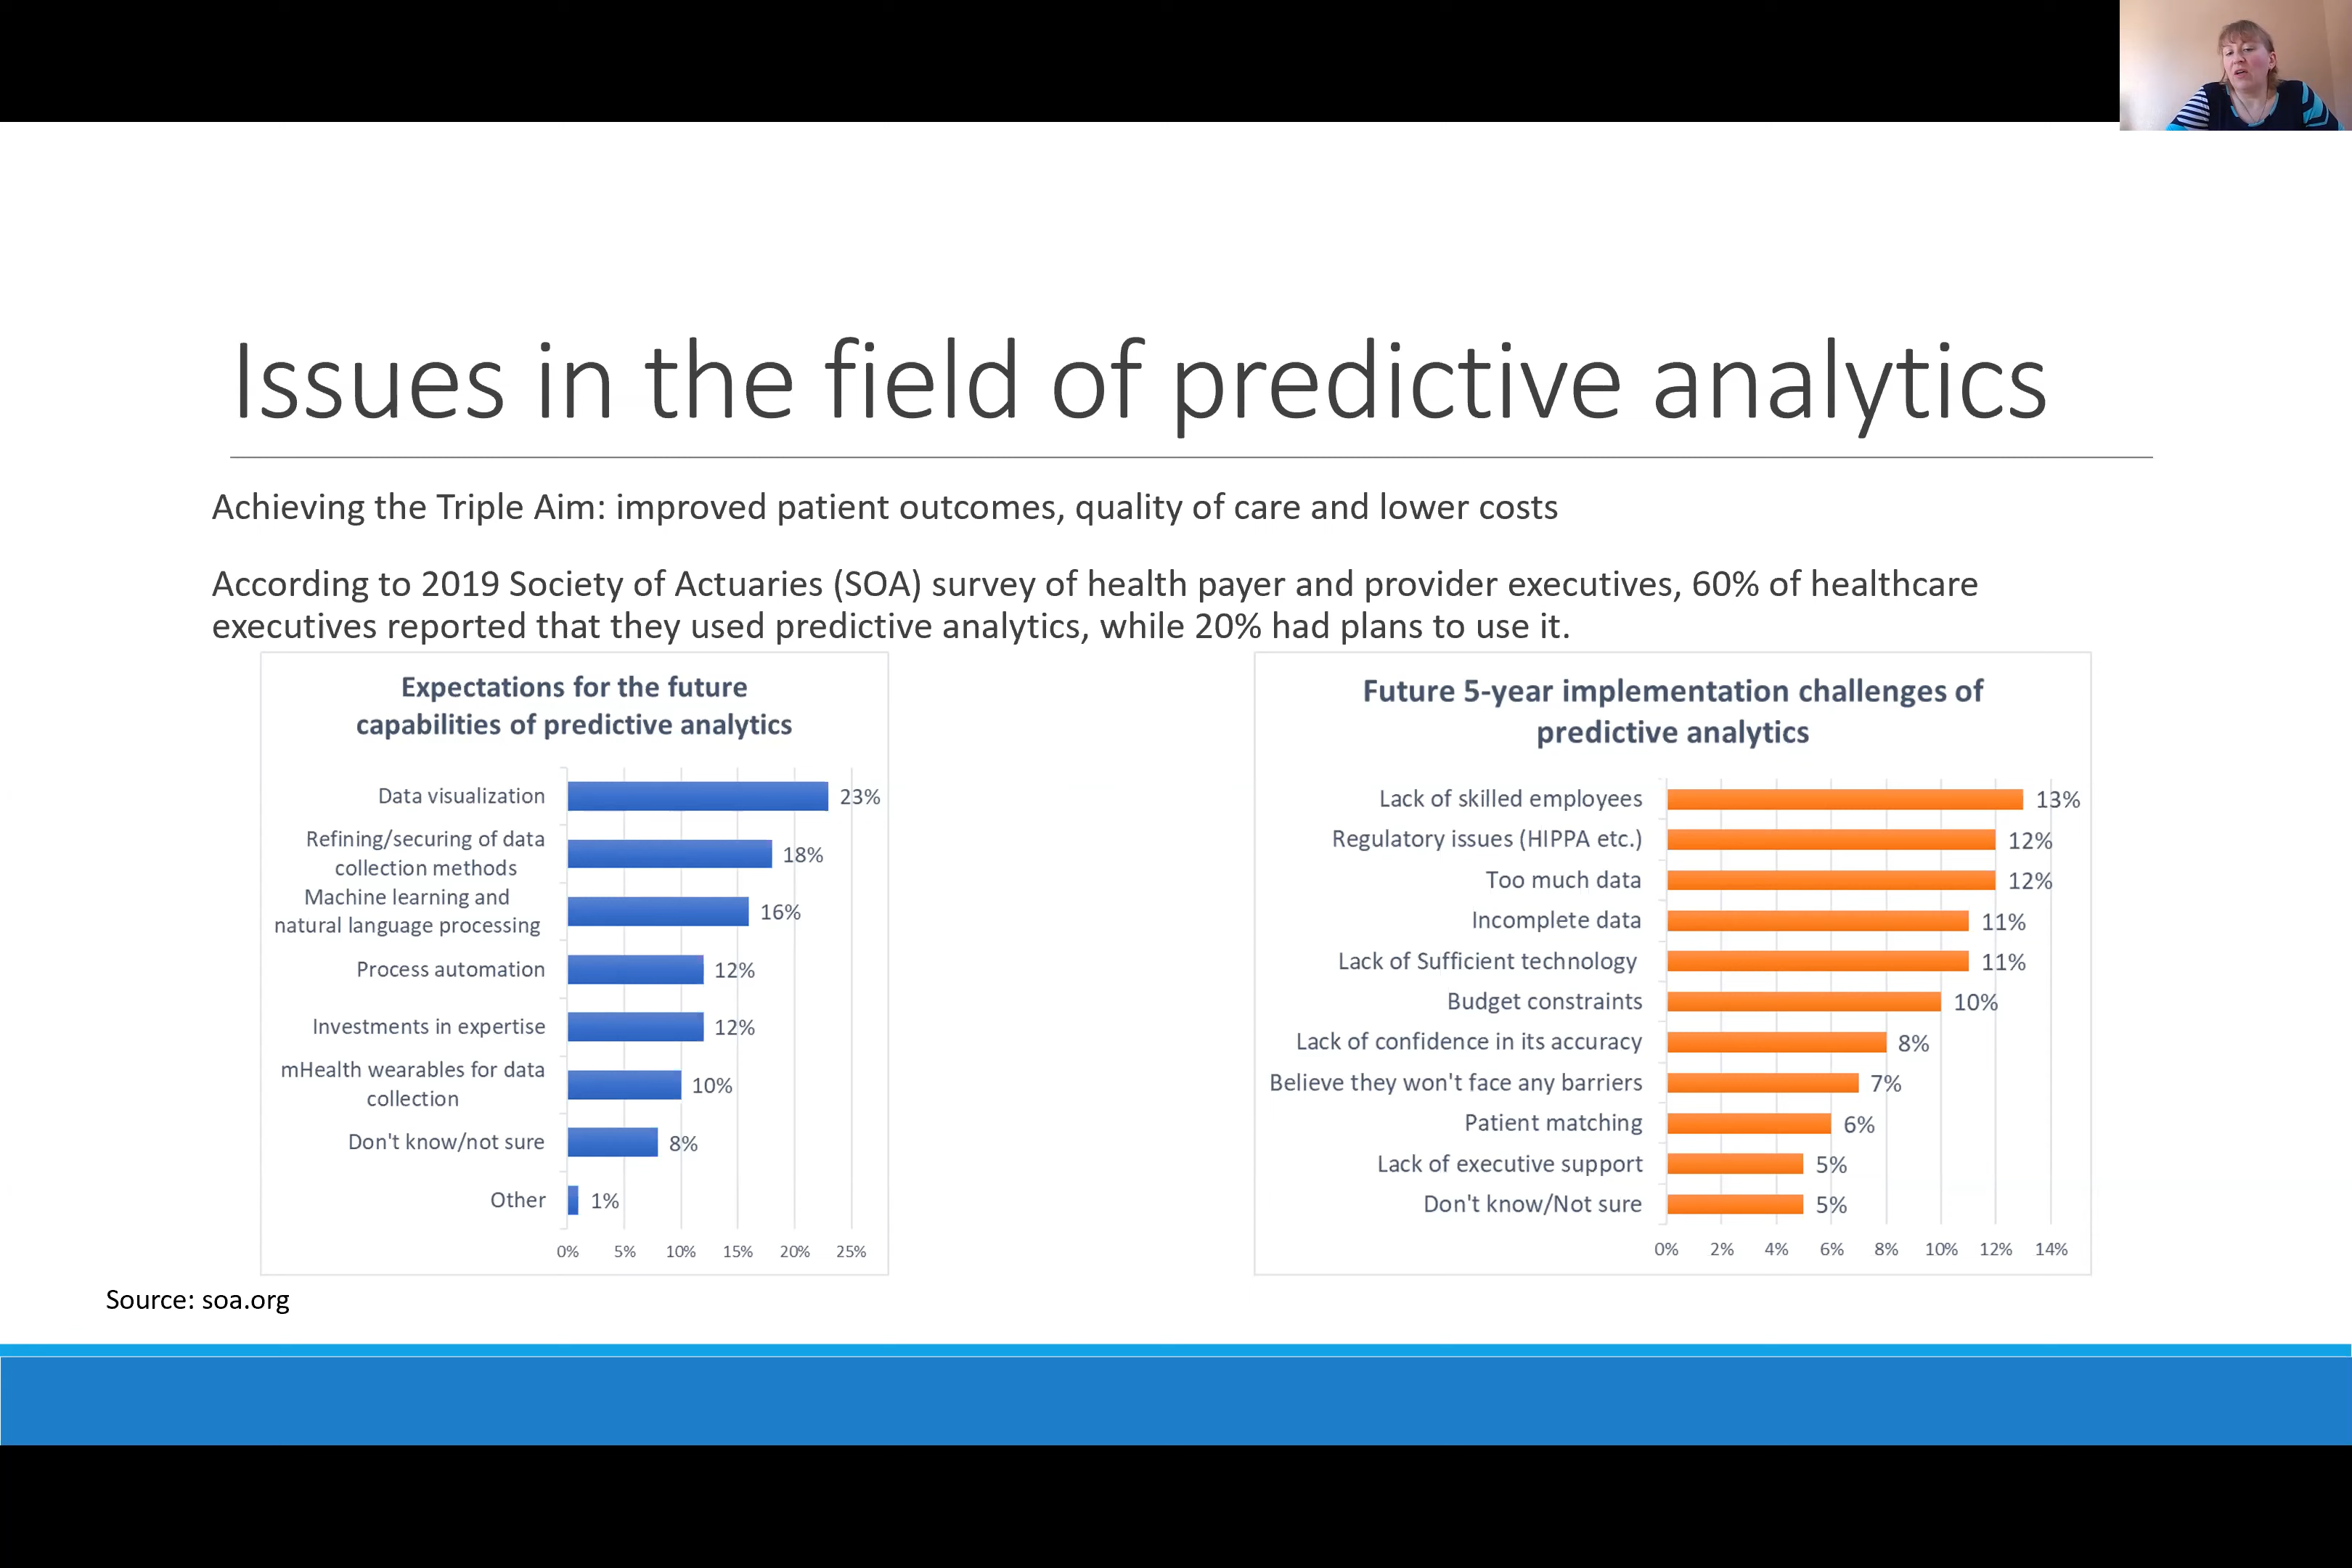 Issues in the field of predictive analytics
Achieving the Triple Aim: improved patient outcomes, quality of care and lower costs
According to 2019 Society of Actuaries (SOA) survey of health payer and provider executives, 60% of healthcare
executives reported that they used predictive analytics, while 20% had plans to use it.
Expectations for the future
capabilities of predictive analytics
Data visualization 23%
Refining/securing of data
collection methods 18%
Machine learning and
natural language processing 16%
Process automation 12%
Investments in expertise 12%
mHealth wearables for data
collection 10%
Don't know/not sure 8%
Other 1%
0% 5% 10% 15% 20% 25%
Future 5-year implementation challenges of
predictive analytics
Lack of skilled employees 13%
Regulatory issues (HIPPA etc.) 12%
Too much data 12%
Incomplete data 11%
Lack of Sufficient technology 11%
Budget constraints 10%
Lack of confidence in its accuracy 8%
Believe they won't face any barriers 7%
Patient matching 6%
Lack of executive support 5%
Don't know/Not sure 5%
0% 2% 4% 6% 8% 10% 12% 14%
Source: soa.org